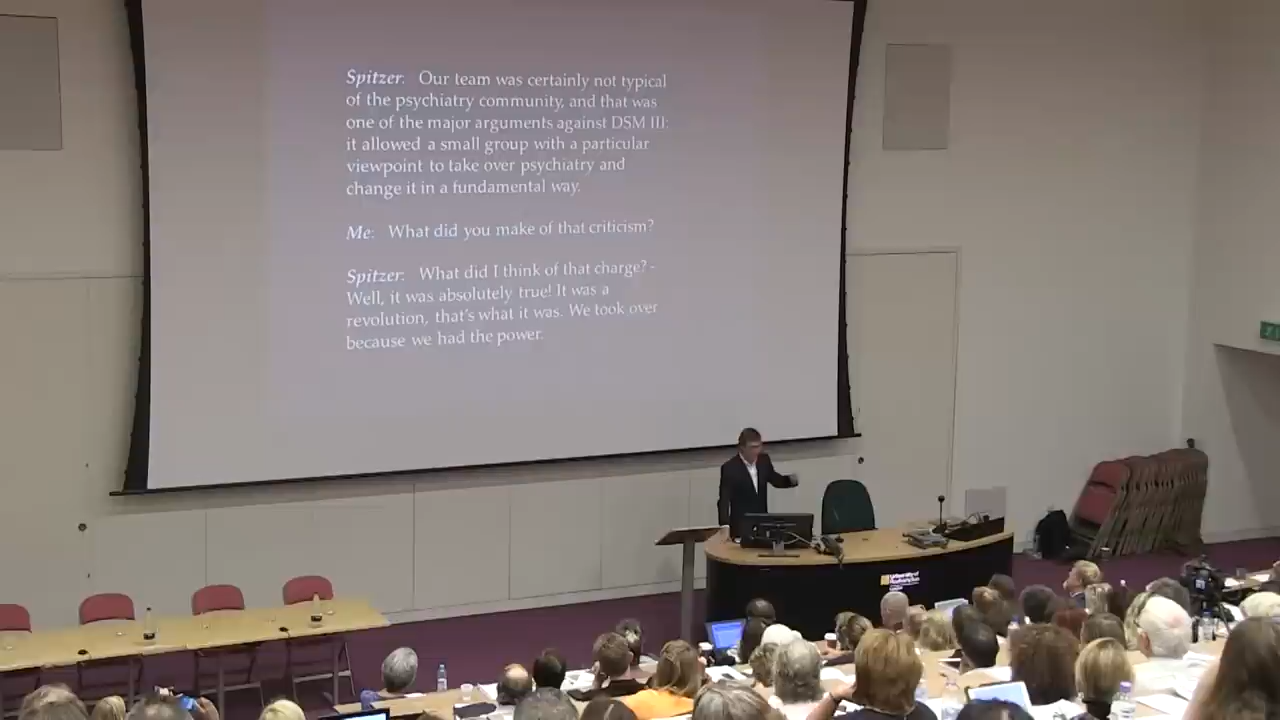 Spitzer: Our team was certainly not typical
of the psychiatry community, and that was
one of the major arguments against DSM III:
it allowed a small group with a particular
viewpoint to take over psychiatry and
change it in a fundamental way.
Me: What did you make of that criticism?
Spitzer: What did I think of that charge? -
Well, it was absolutely true! It was a
revolution, that's what it was. We took over
because we had the power.
University of